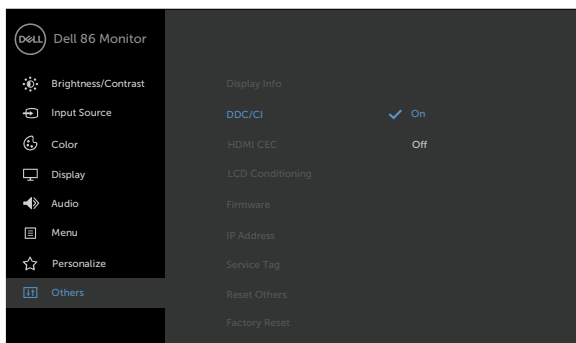 DELL Dell 86 Monitor
Brightness/Contrast Display Info
Input Source DDC/CI On
Color HDMI CEC Off
Display LCD Conditioning
Audio Firmware
Menu IP Address
Personalize Service Tag
Others Reset Others
Factory Reset